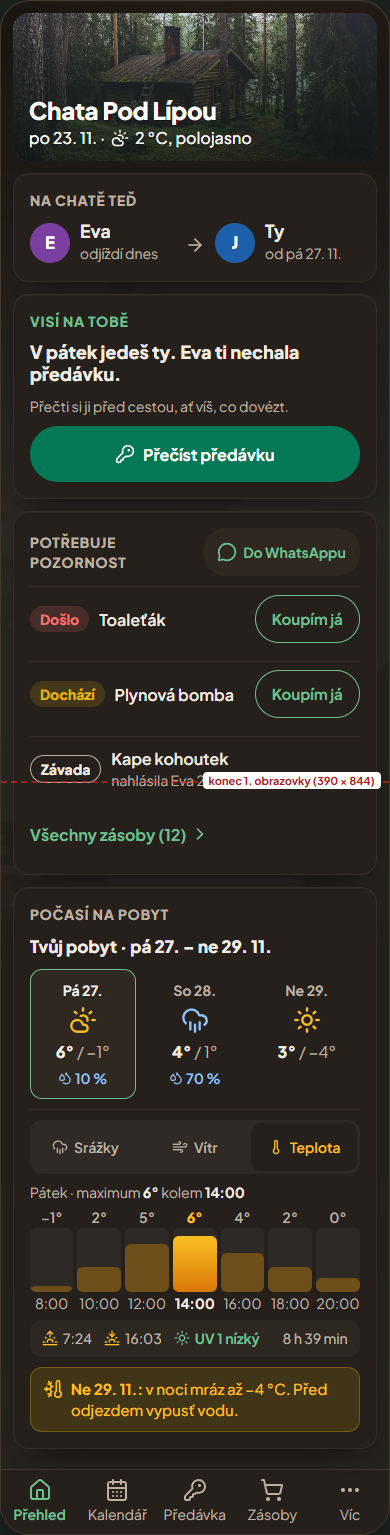 Chata Pod Lípou
po 23. 11. · 2 °C, polojasno
NA CHATĚ TEĎ
E Eva → J Ty
odjíždí dnes od pá 27. 11.
VISÍ NA TOBĚ
V pátek jedeš ty. Eva ti nechala
předávku.
Přečti si ji před cestou, ať víš, co dovézt.
Přečíst předávku
POTŘEBUJE
POZORNOST
Do WhatsAppu
Došlo Toaleťák Koupím já
Dochází Plynová bomba Koupím já
Závada Kape kohoutek
nahlásila Eva 2
konec 1. obrazovky (390 × 844)
Všechny zásoby (12)
POČASÍ NA POBYT
Tvůj pobyt · pá 27. – ne 29. 11.
Pá 27. So 28. Ne 29.
6° / −1° 4° / 1° 3° / −4°
10 % 70 %
Srážky Vítr Teplota
Pátek · maximum 6° kolem 14:00
−1° 2° 5° 6° 4° 2° 0°
8:00 10:00 12:00 14:00 16:00 18:00 20:00
7:24 16:03 UV 1 nízký 8 h 39 min
Ne 29. 11.: v noci mráz až −4 °C. Před
odjezdem vypusť vodu.
Přehled Kalendář Předávka Zásoby Víc